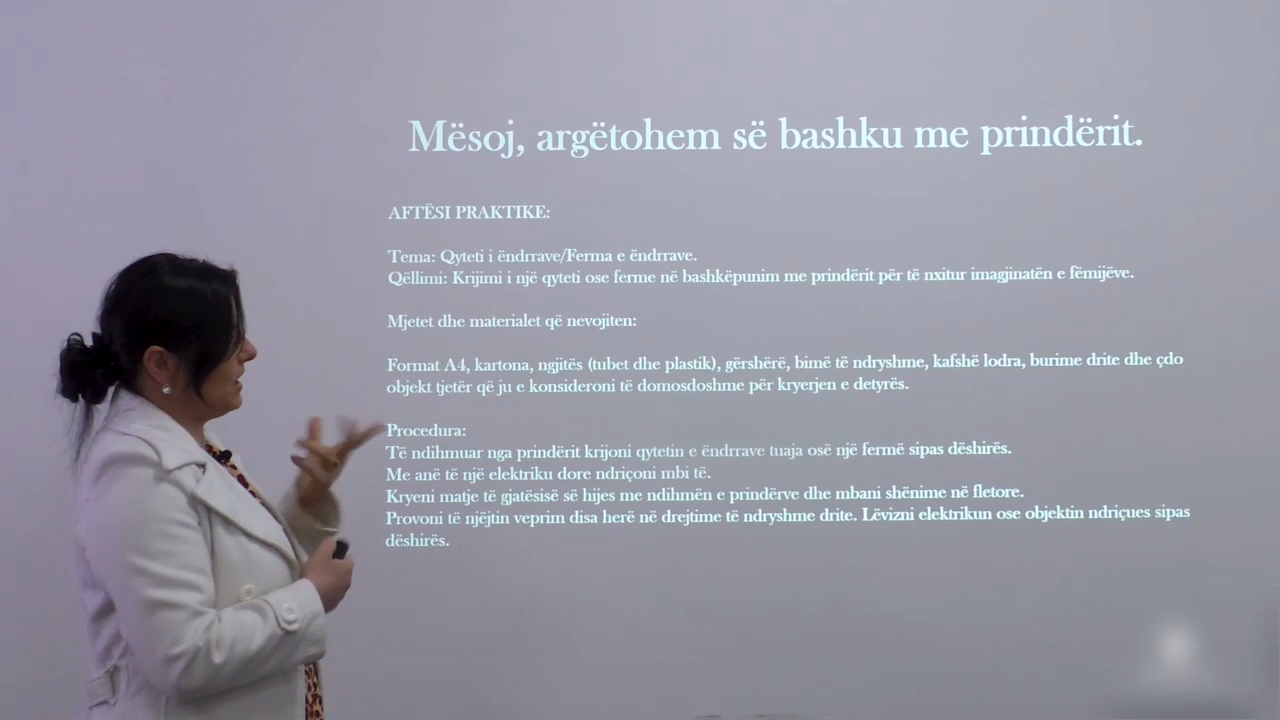 Mësoj, argëtohem së bashku me prindërit.
AFTËSI PRAKTIKE:
Tema: Qyteti i ëndrrave/Ferma e ëndrrave.
Qëllimi: Krijimi i një qyteti ose ferme në bashkëpunim me prindërit për të nxitur imagjinatën e fëmijëve.
Mjetet dhe materialet që nevojiten:
Format A4, kartona, ngjitës (tubet dhe plastik), gërshërë, bimë të ndryshme, kafshë lodra, burime drite dhe çdo
objekt tjetër që ju e konsideroni të domosdoshme për kryerjen e detyrës.
Procedura:
Të ndihmuar nga prindërit krijoni qytetin e ëndrrave tuaja osë një fermë sipas dëshirës.
Me anë të një elektriku dore ndriçoni mbi të.
Kryeni matje të gjatësisë së hijes me ndihmën e prindërve dhe mbani shënime në fletore.
Provoni të njëjtin veprim disa herë në drejtime të ndryshme drite. Lëvizni elektrikun ose objektin ndriçues sipas
dëshirës.